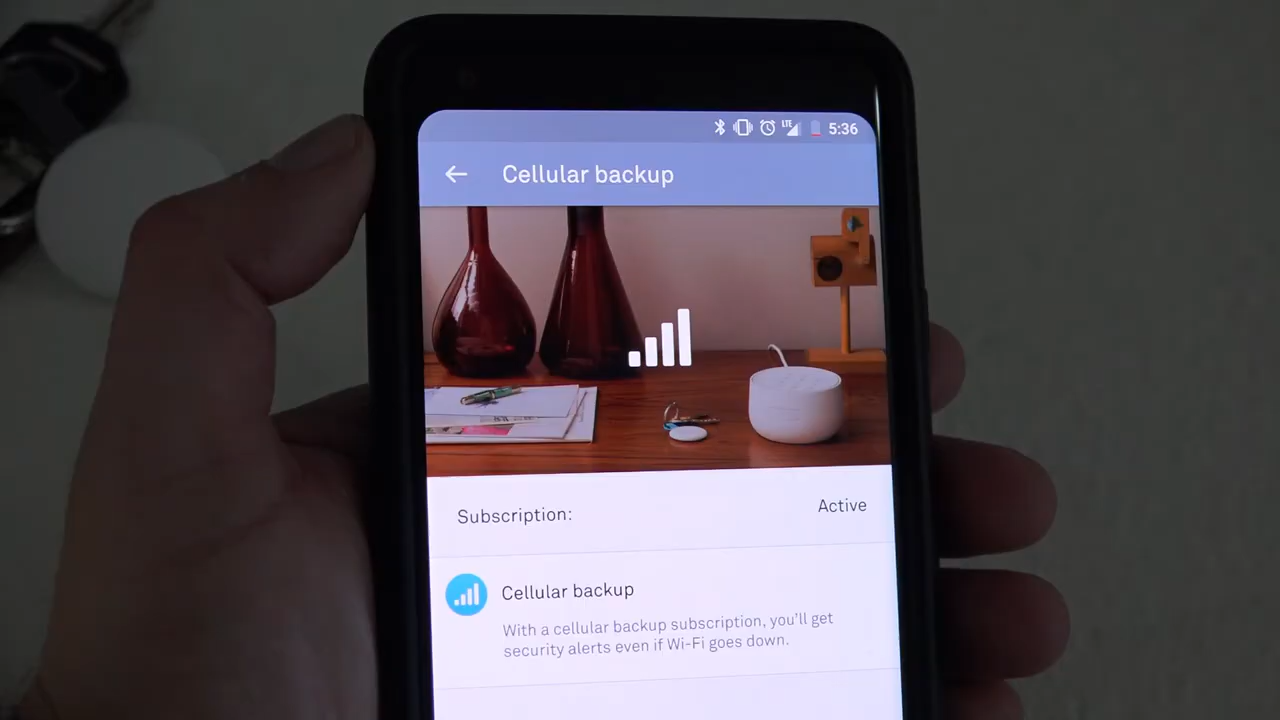 LTE 5:36
Cellular backup
Subscription: Active
Cellular backup
With a cellular backup subscription, you'll get
security alerts even if Wi-Fi goes down.